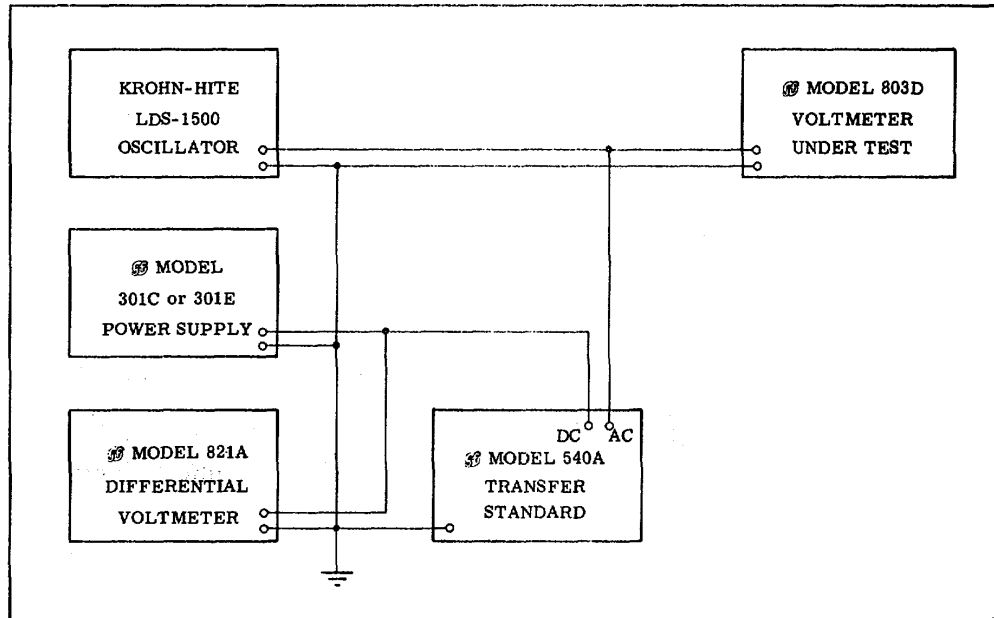 KROHN-HITE
LDS-1500
OSCILLATOR
MODEL 803D
VOLTMETER
UNDER TEST
MODEL
301C or 301E
POWER SUPPLY
MODEL 821A
DIFFERENTIAL
VOLTMETER
DC AC
MODEL 540A
TRANSFER
STANDARD